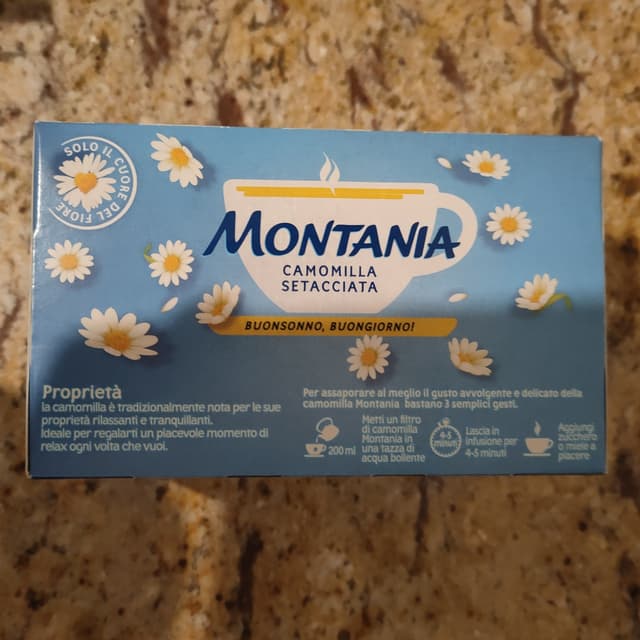 SOLO IL CUORE DEL FIORE
MONTANIA
CAMOMILLA
SETACCIATA
BUONSONNO, BUONGIORNO!
Proprietà
la camomilla è tradizionalmente nota per le sue
proprietà rilassanti e tranquillanti.
Ideale per regalarti un piacevole momento di
relax ogni volta che vuoi.
Per assaporare al meglio il gusto avvolgente e delicato della
camomilla Montania bastano 3 semplici gesti.
200 ml
Metti un filtro
di camomilla
Montania in
una tazza di
acqua bollente
4-5
minuti
Lascia in
infusione per
4-5 minuti
Aggiungi
zucchero
o miele a
piacere